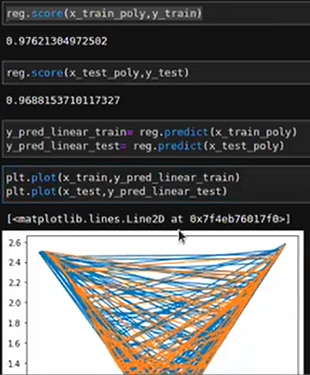 reg.score(x_train_poly,y_train)
0.97621304972502
reg.score(x_test_poly,y_test)
0.9688153710117327
y_pred_linear_train= reg.predict(x_train_poly)
y_pred_linear_test= reg.predict(x_test_poly)
plt.plot(x_train,y_pred_linear_train)
plt.plot(x_test,y_pred_linear_test)
[<matplotlib.lines.Line2D at 0x7f4eb76017f0>]
2.6
2.4
2.2
2.0
1.8
1.6
1.4